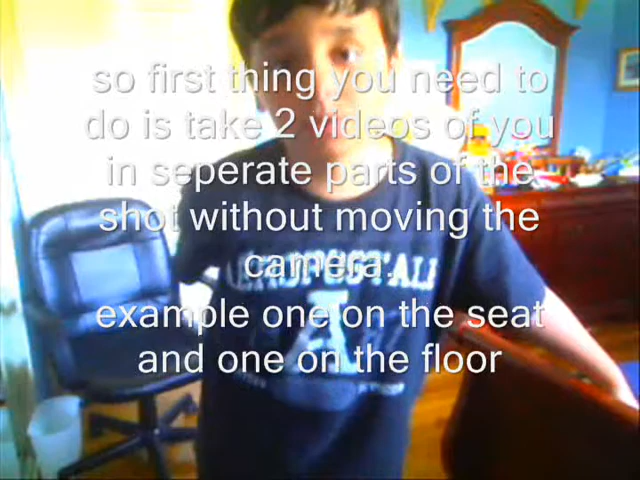 so first thing you need to
do is take 2 videos of you
in seperate parts of the
shot without moving the
camera.
example one on the seat
and one on the floor
AEROPOSTALE